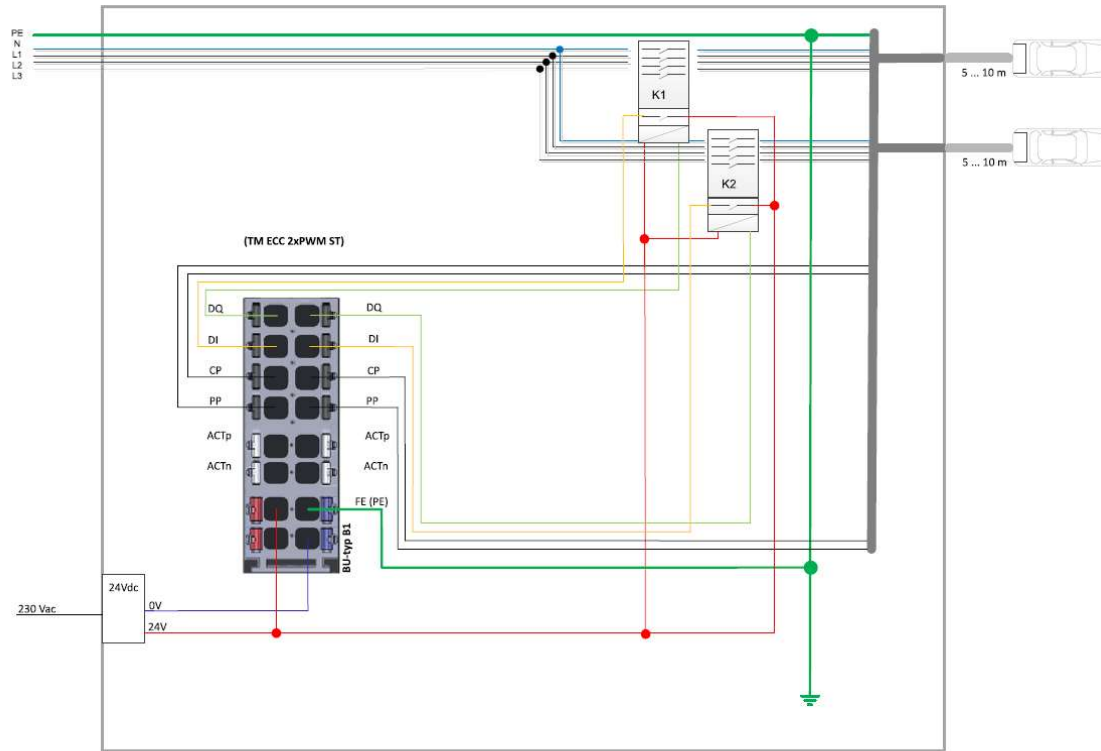 PE
N
L1
L2
L3
K1
5 ... 10 m
K2
5 ... 10 m
(TM ECC 2xPWM ST)
DQ DQ
DI DI
CP CP
PP PP
ACTp ACTp
ACTn ACTn
FE (PE)
BU-typ B1
24Vdc
230 Vac
0V
24V